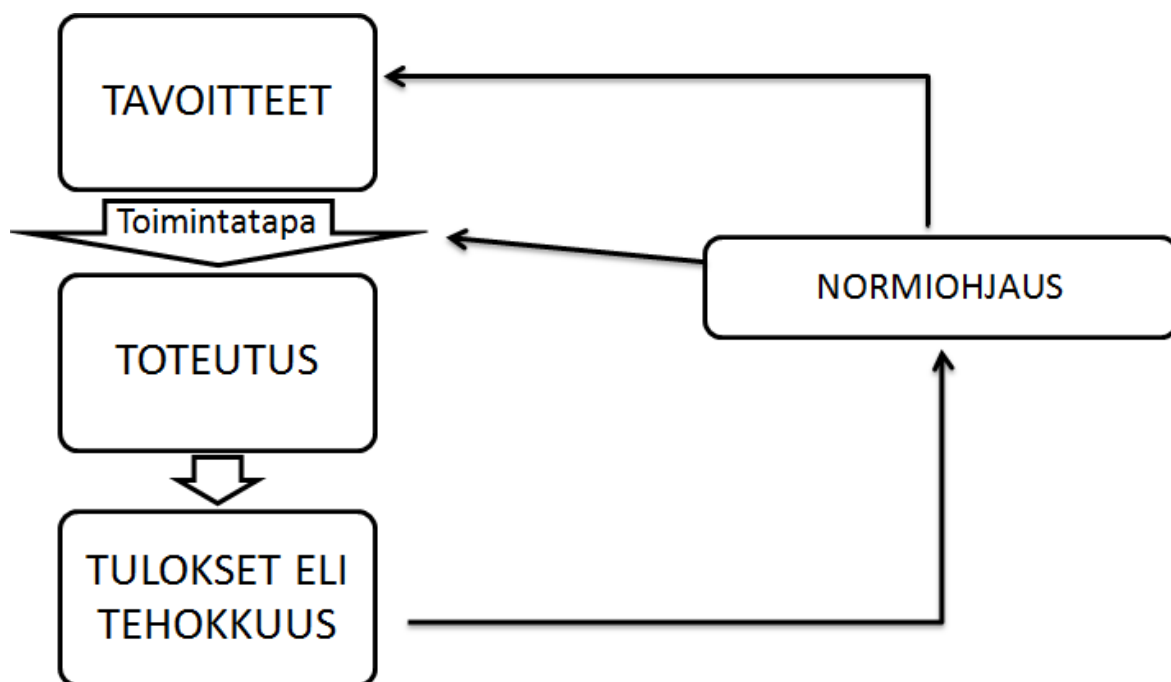 TAVOITTEET
Toimintatapa
NORMIOHJAUS
TOTEUTUS
TULOKSET ELI
TEHOKKUUS